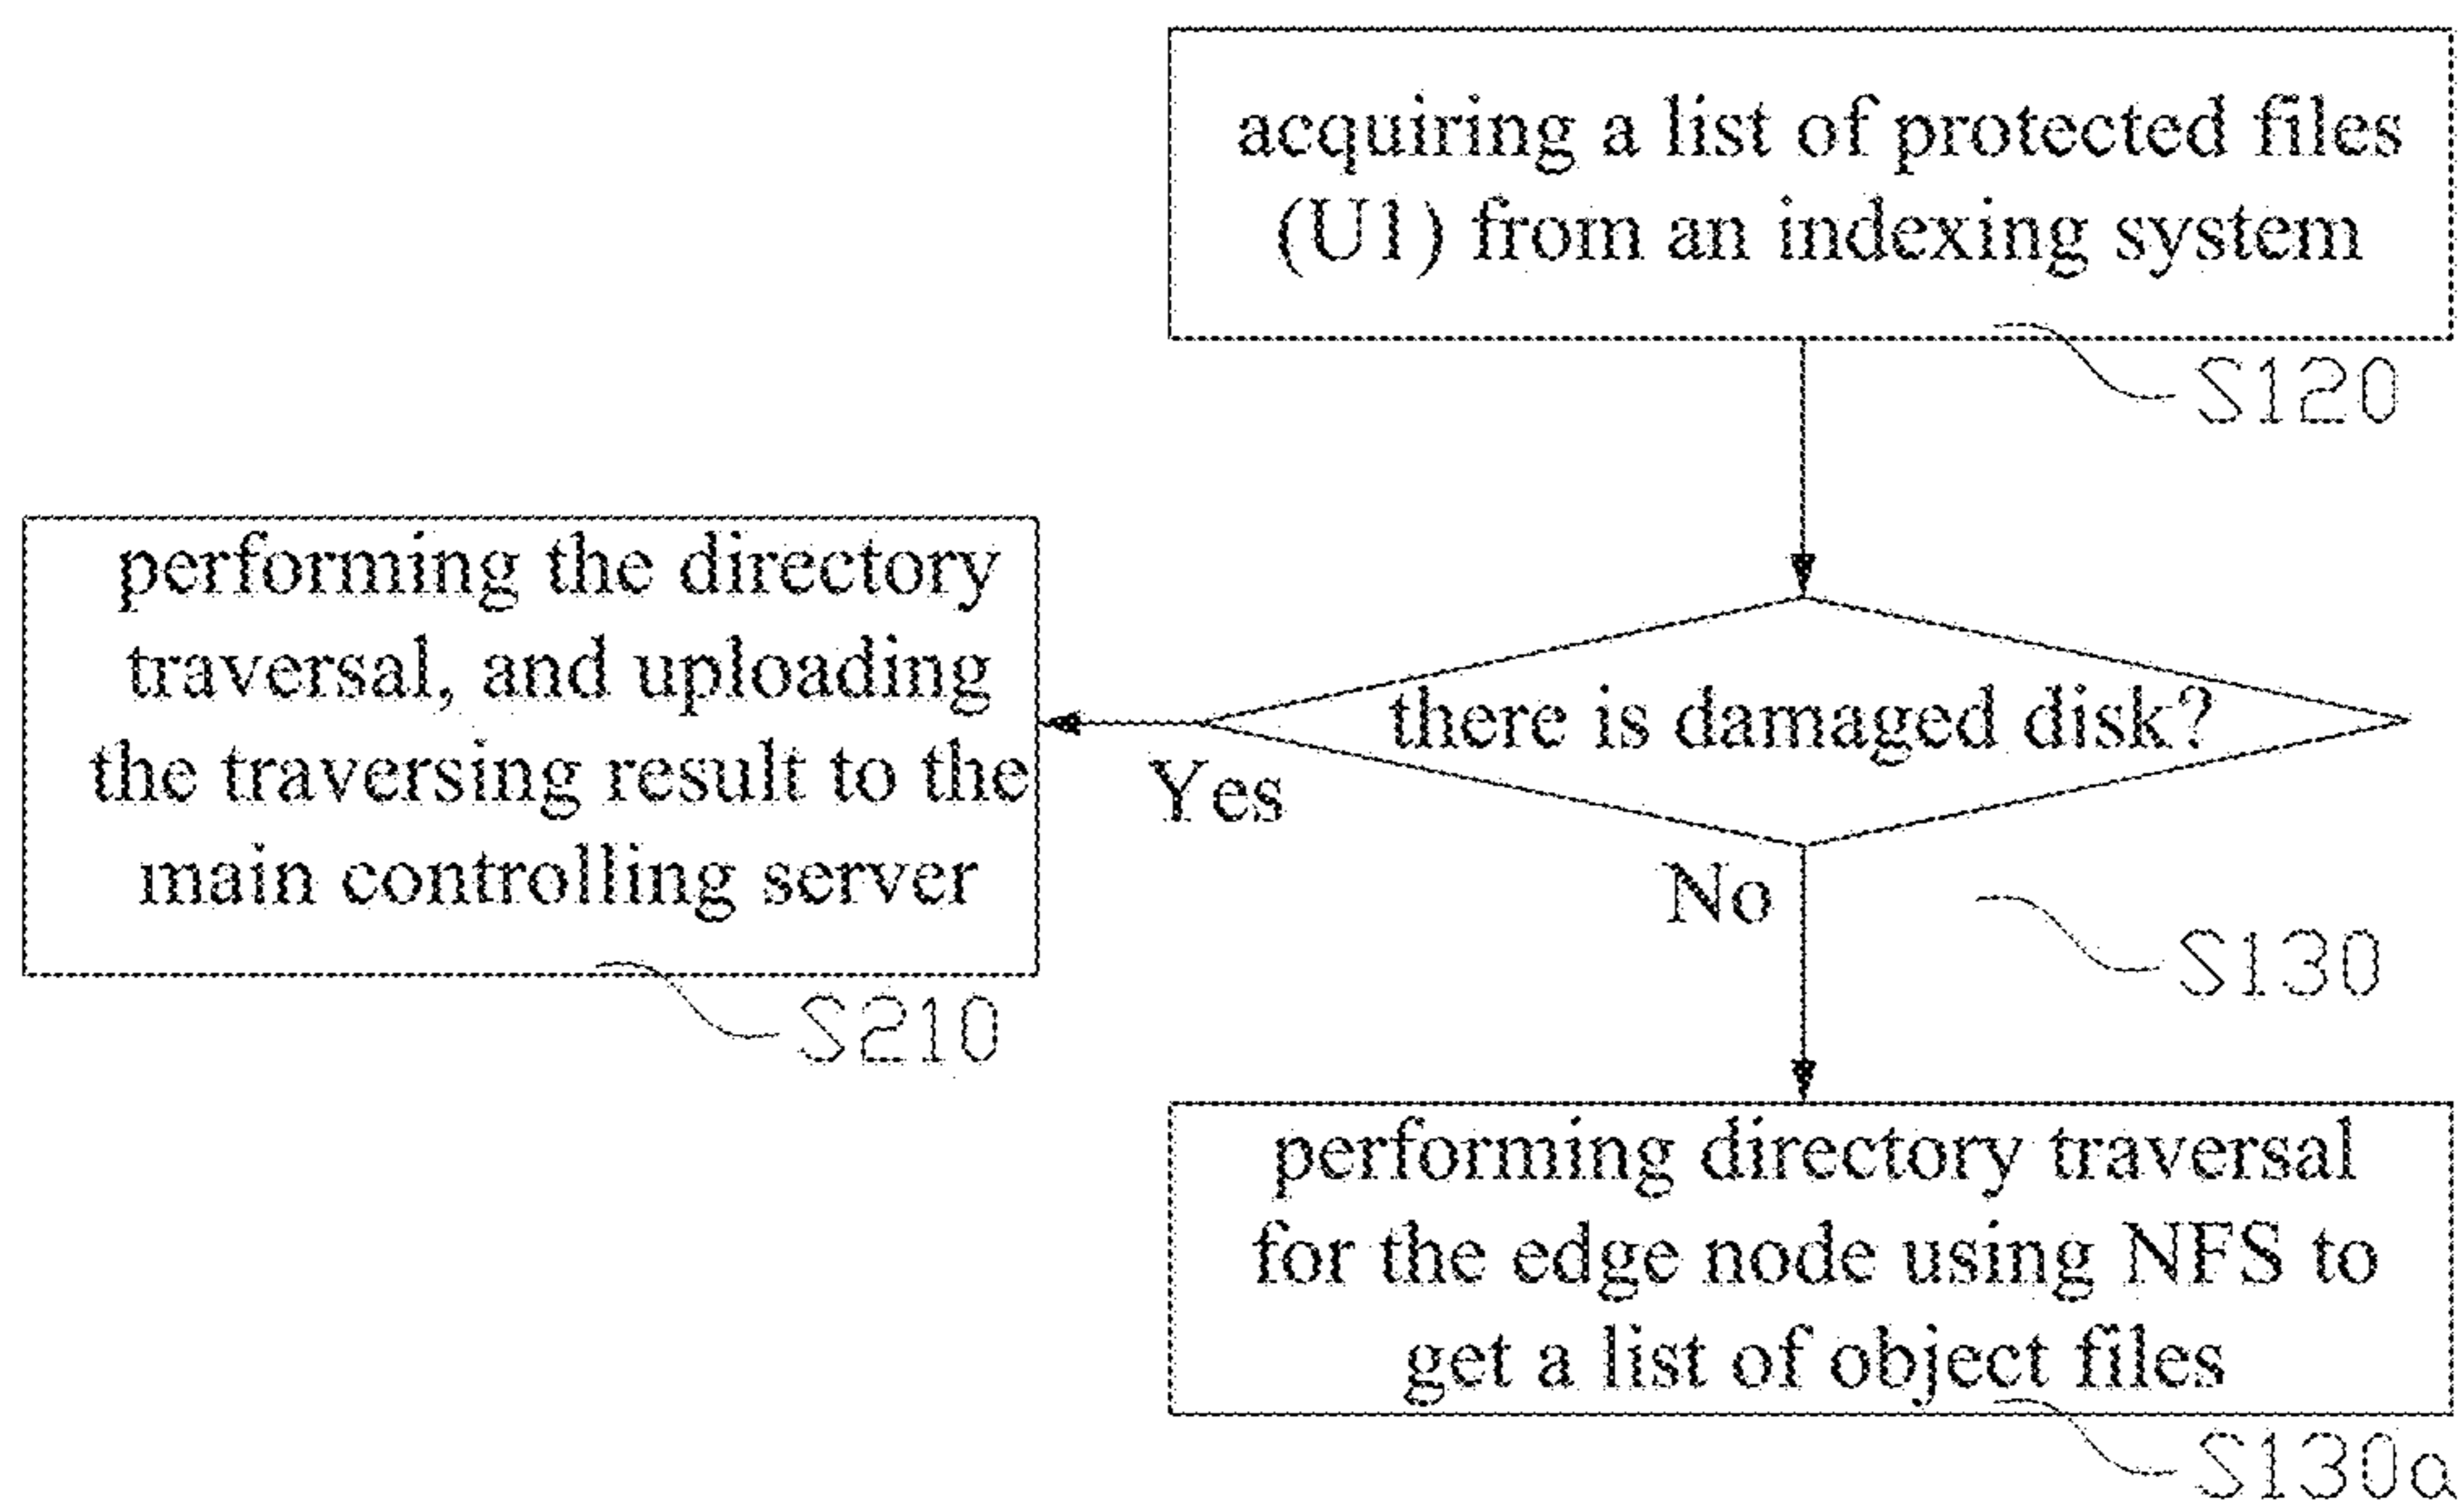 acquiring a list of protected files
(U1) from an indexing system
S120
performing the directory
traversal, and uploading
the traversing result to the
main controlling server
S210
there is damaged disk?
Yes
No
S130
performing directory traversal
for the edge node using NFS to
get a list of object files
S130a